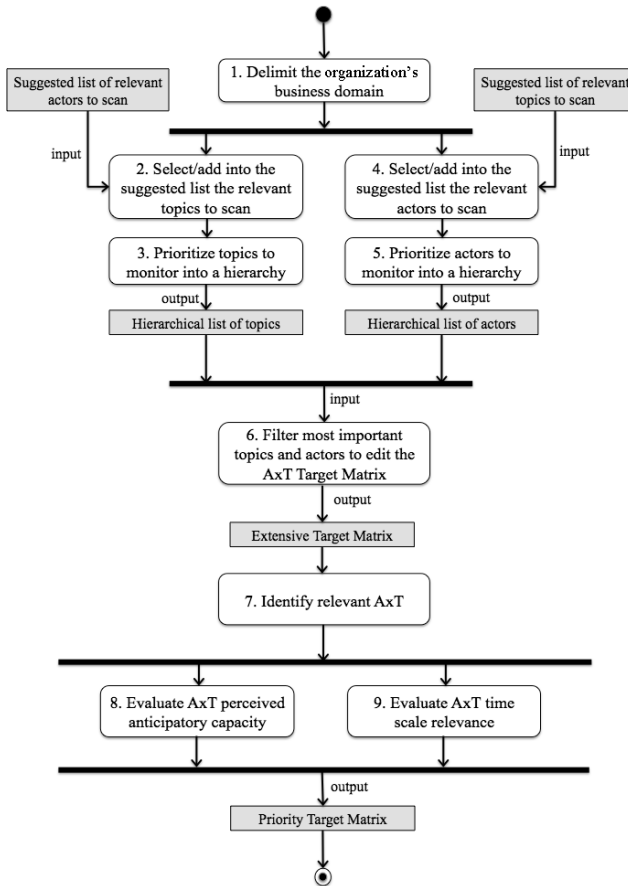 1. Delimit the organization's
business domain
Suggested list of relevant
actors to scan
Suggested list of relevant
topics to scan
input
input
2. Select/add into the
suggested list the relevant
topics to scan
4. Select/add into the
suggested list the relevant
actors to scan
3. Prioritize topics to
monitor into a hierarchy
5. Prioritize actors to
monitor into a hierarchy
output
output
Hierarchical list of topics
Hierarchical list of actors
input
6. Filter most important
topics and actors to edit the
AxT Target Matrix
output
Extensive Target Matrix
7. Identify relevant AxT
8. Evaluate AxT perceived
anticipatory capacity
9. Evaluate AxT time
scale relevance
output
Priority Target Matrix